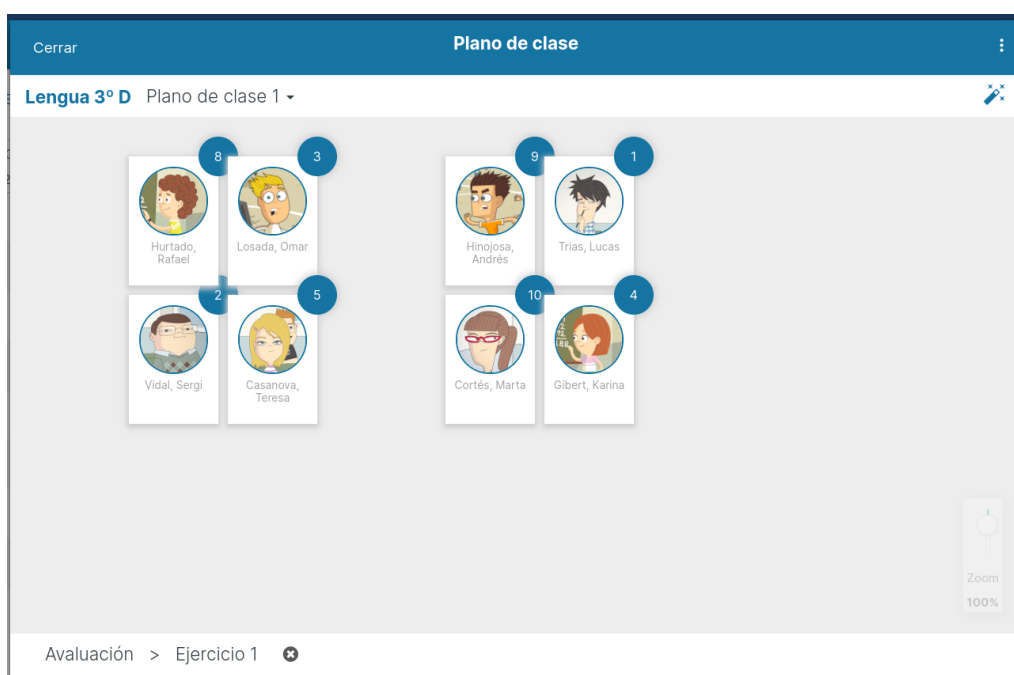 Cerrar
Plano de clase
Lengua 3º D Plano de clase 1
8
3
9
1
Hurtado,
Rafael
Losada, Omar
Hinojosa,
Andrés
Trías, Lucas
2
5
10
4
Vidal, Sergi
Casanova,
Teresa
Cortés, Marta
Gibert, Karina
Zoom
100%
Avaluación > Ejercicio 1